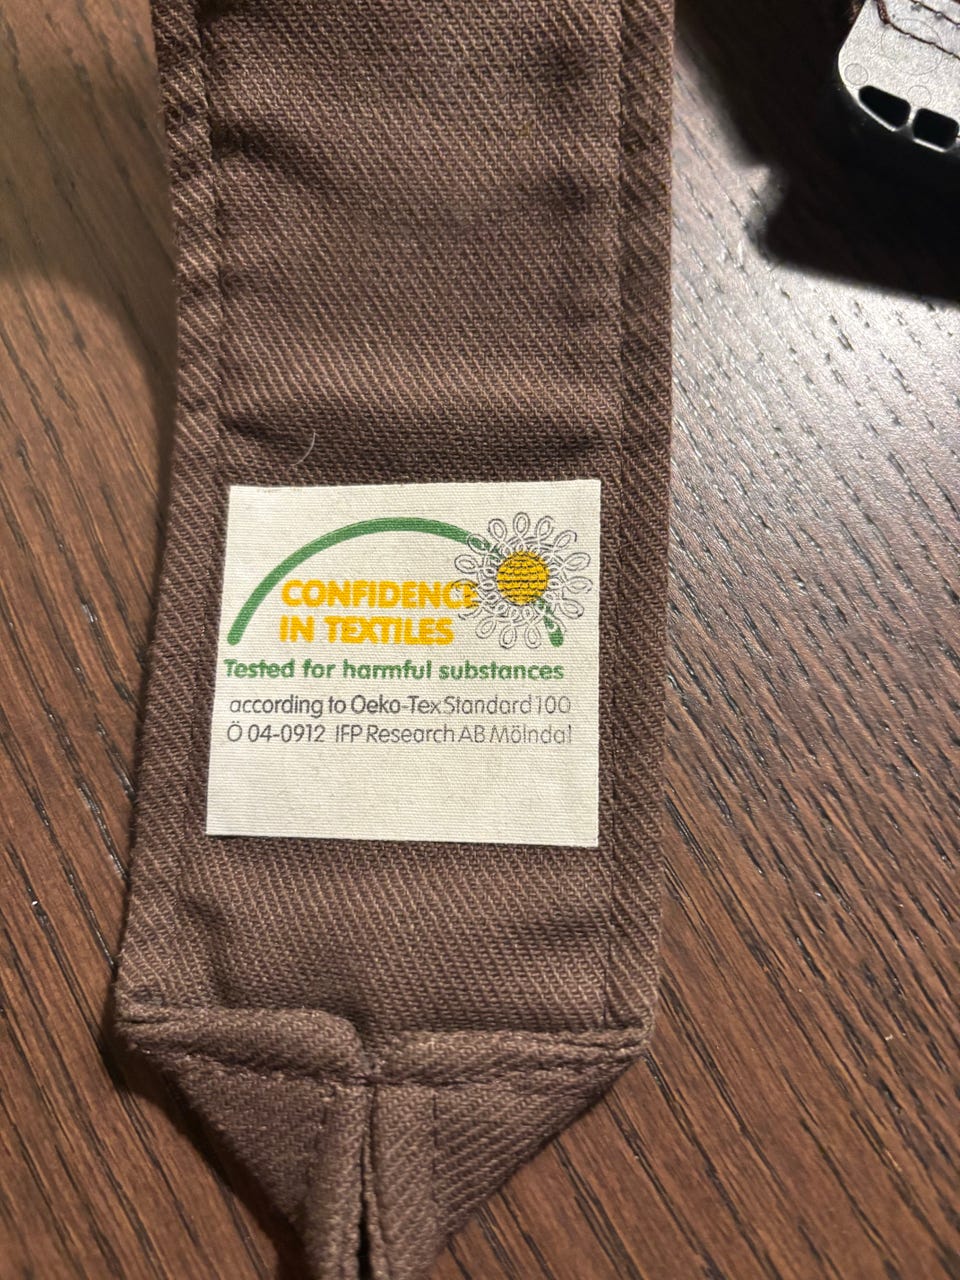 CONFIDENCE
IN TEXTILES
Tested for harmful substances
according to Oeko-Tex Standard 100
Ö 04-0912 IFP Research AB Mölndal